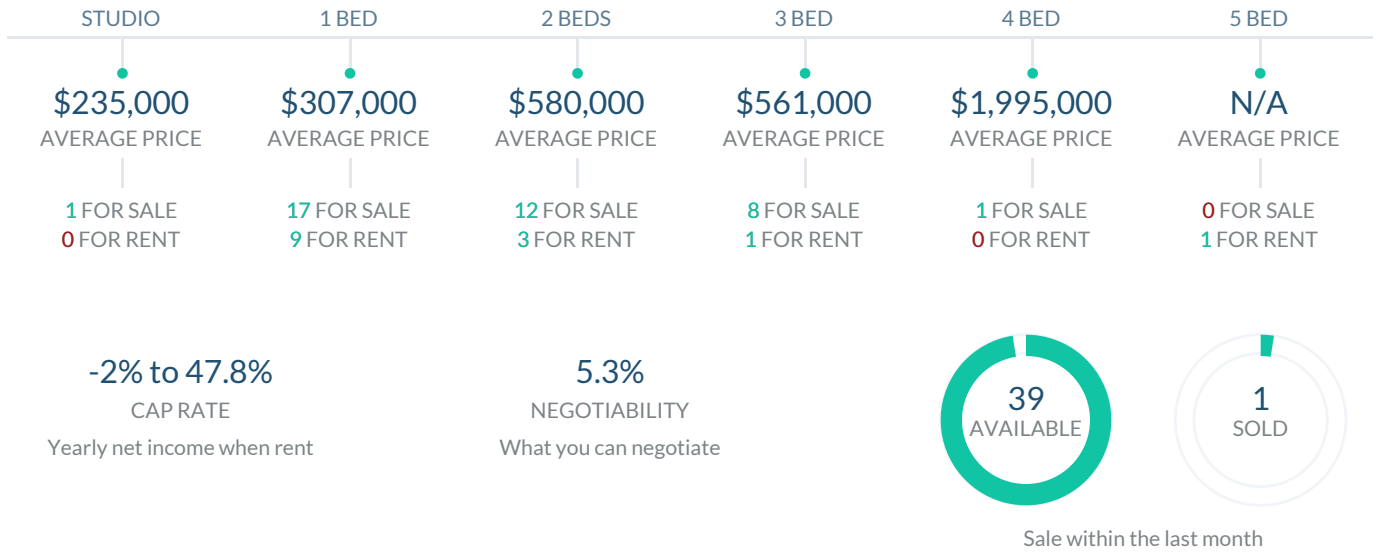 STUDIO
1 BED
2 BEDS
3 BED
4 BED
5 BED
$235,000
$307,000
$580,000
$561,000
$1,995,000
N/A
AVERAGE PRICE
AVERAGE PRICE
AVERAGE PRICE
AVERAGE PRICE
AVERAGE PRICE
AVERAGE PRICE
1 FOR SALE
17 FOR SALE
12 FOR SALE
8 FOR SALE
1 FOR SALE
0 FOR SALE
0 FOR RENT
9 FOR RENT
3 FOR RENT
1 FOR RENT
0 FOR RENT
1 FOR RENT
-2% to 47.8%
CAP RATE
Yearly net income when rent
5.3%
NEGOTIABILITY
What you can negotiate
39
AVAILABLE
1
SOLD
Sale within the last month